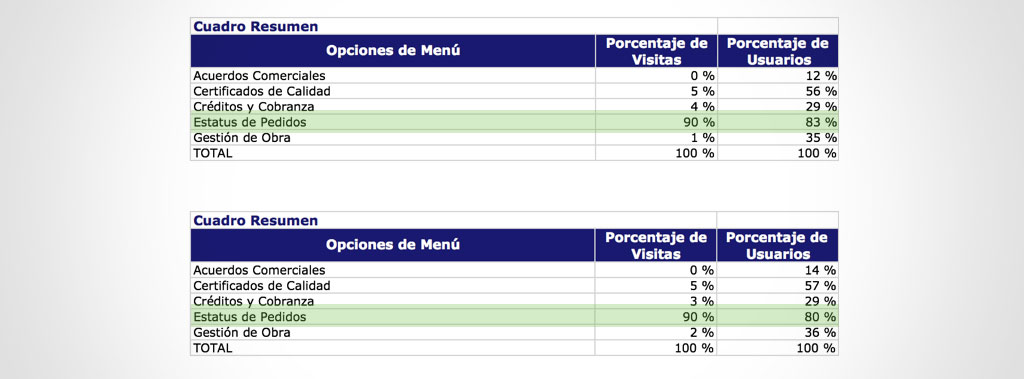 Cuadro Resumen
Opciones de Menú Porcentaje de Visitas Porcentaje de Usuarios
Acuerdos Comerciales 0 % 12 %
Certificados de Calidad 5 % 56 %
Créditos y Cobranza 4 % 29 %
Estatus de Pedidos 90 % 83 %
Gestión de Obra 1 % 35 %
TOTAL 100 % 100 %
Cuadro Resumen
Opciones de Menú Porcentaje de Visitas Porcentaje de Usuarios
Acuerdos Comerciales 0 % 14 %
Certificados de Calidad 5 % 57 %
Créditos y Cobranza 3 % 29 %
Estatus de Pedidos 90 % 80 %
Gestión de Obra 2 % 36 %
TOTAL 100 % 100 %